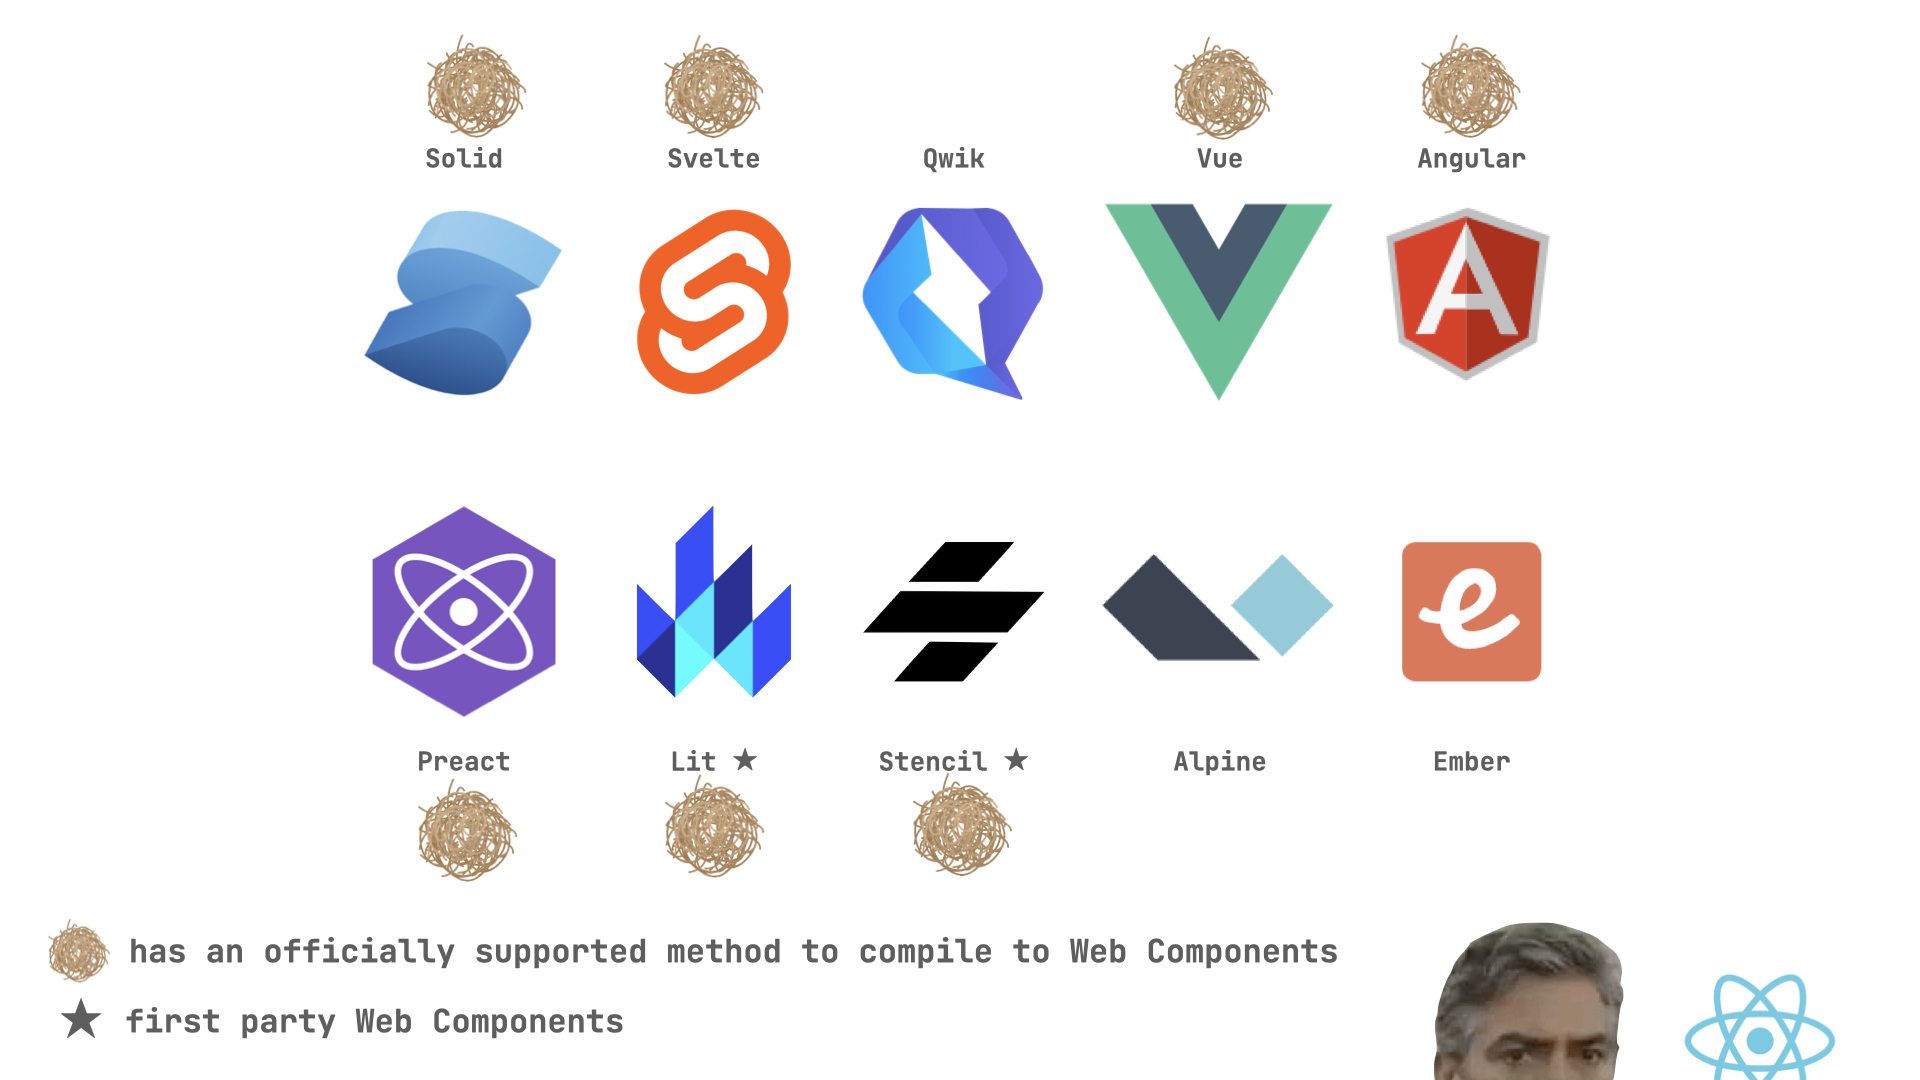 Solid Svelte Qwik Vue Angular
Preact Lit ★ Stencil ★ Alpine Ember
has an officially supported method to compile to Web Components
★ first party Web Components